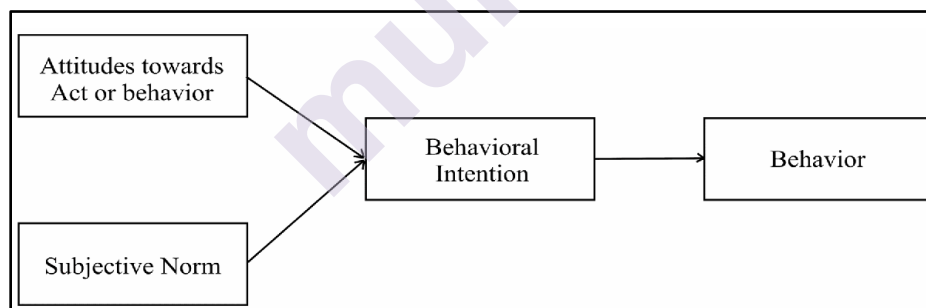 Attitudes towards
Act or behavior
Behavioral
Intention
Behavior
Subjective Norm